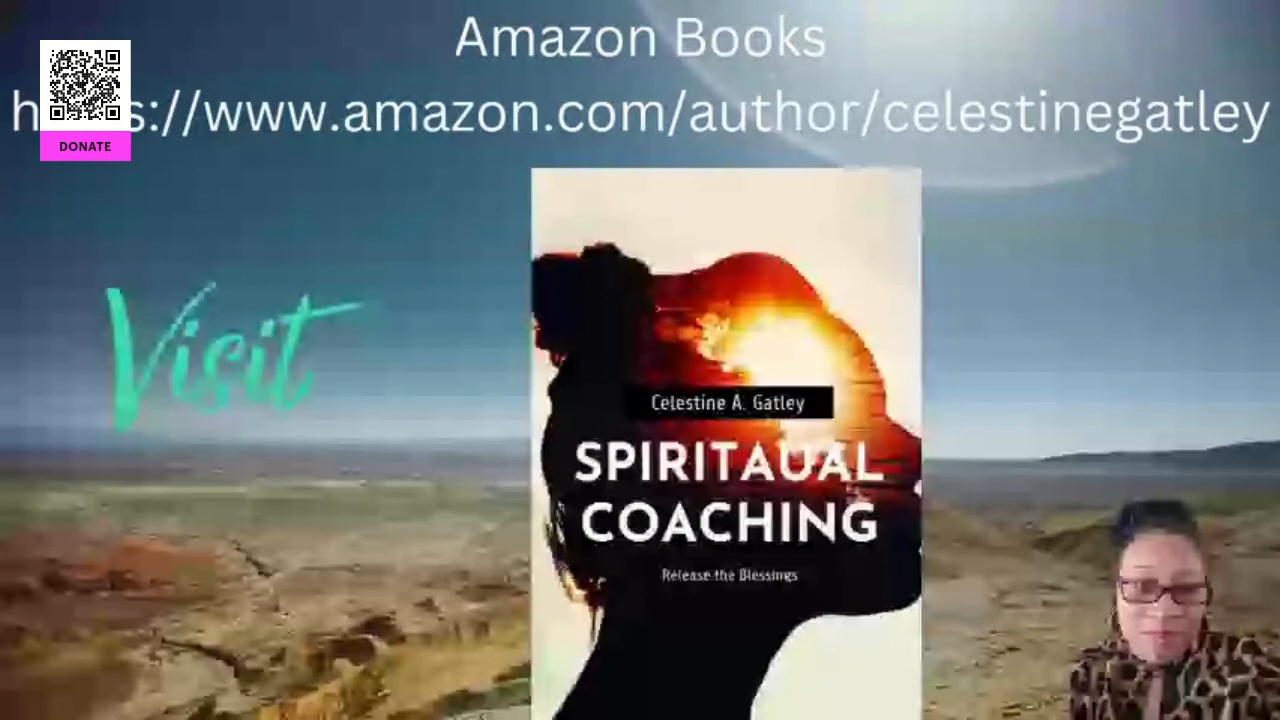 Amazon Books
s://www.amazon.com/author/celestinegatley
DONATE
Visit
Celestine A. Gatley
SPIRITAUAL
COACHING
Release the Blessings